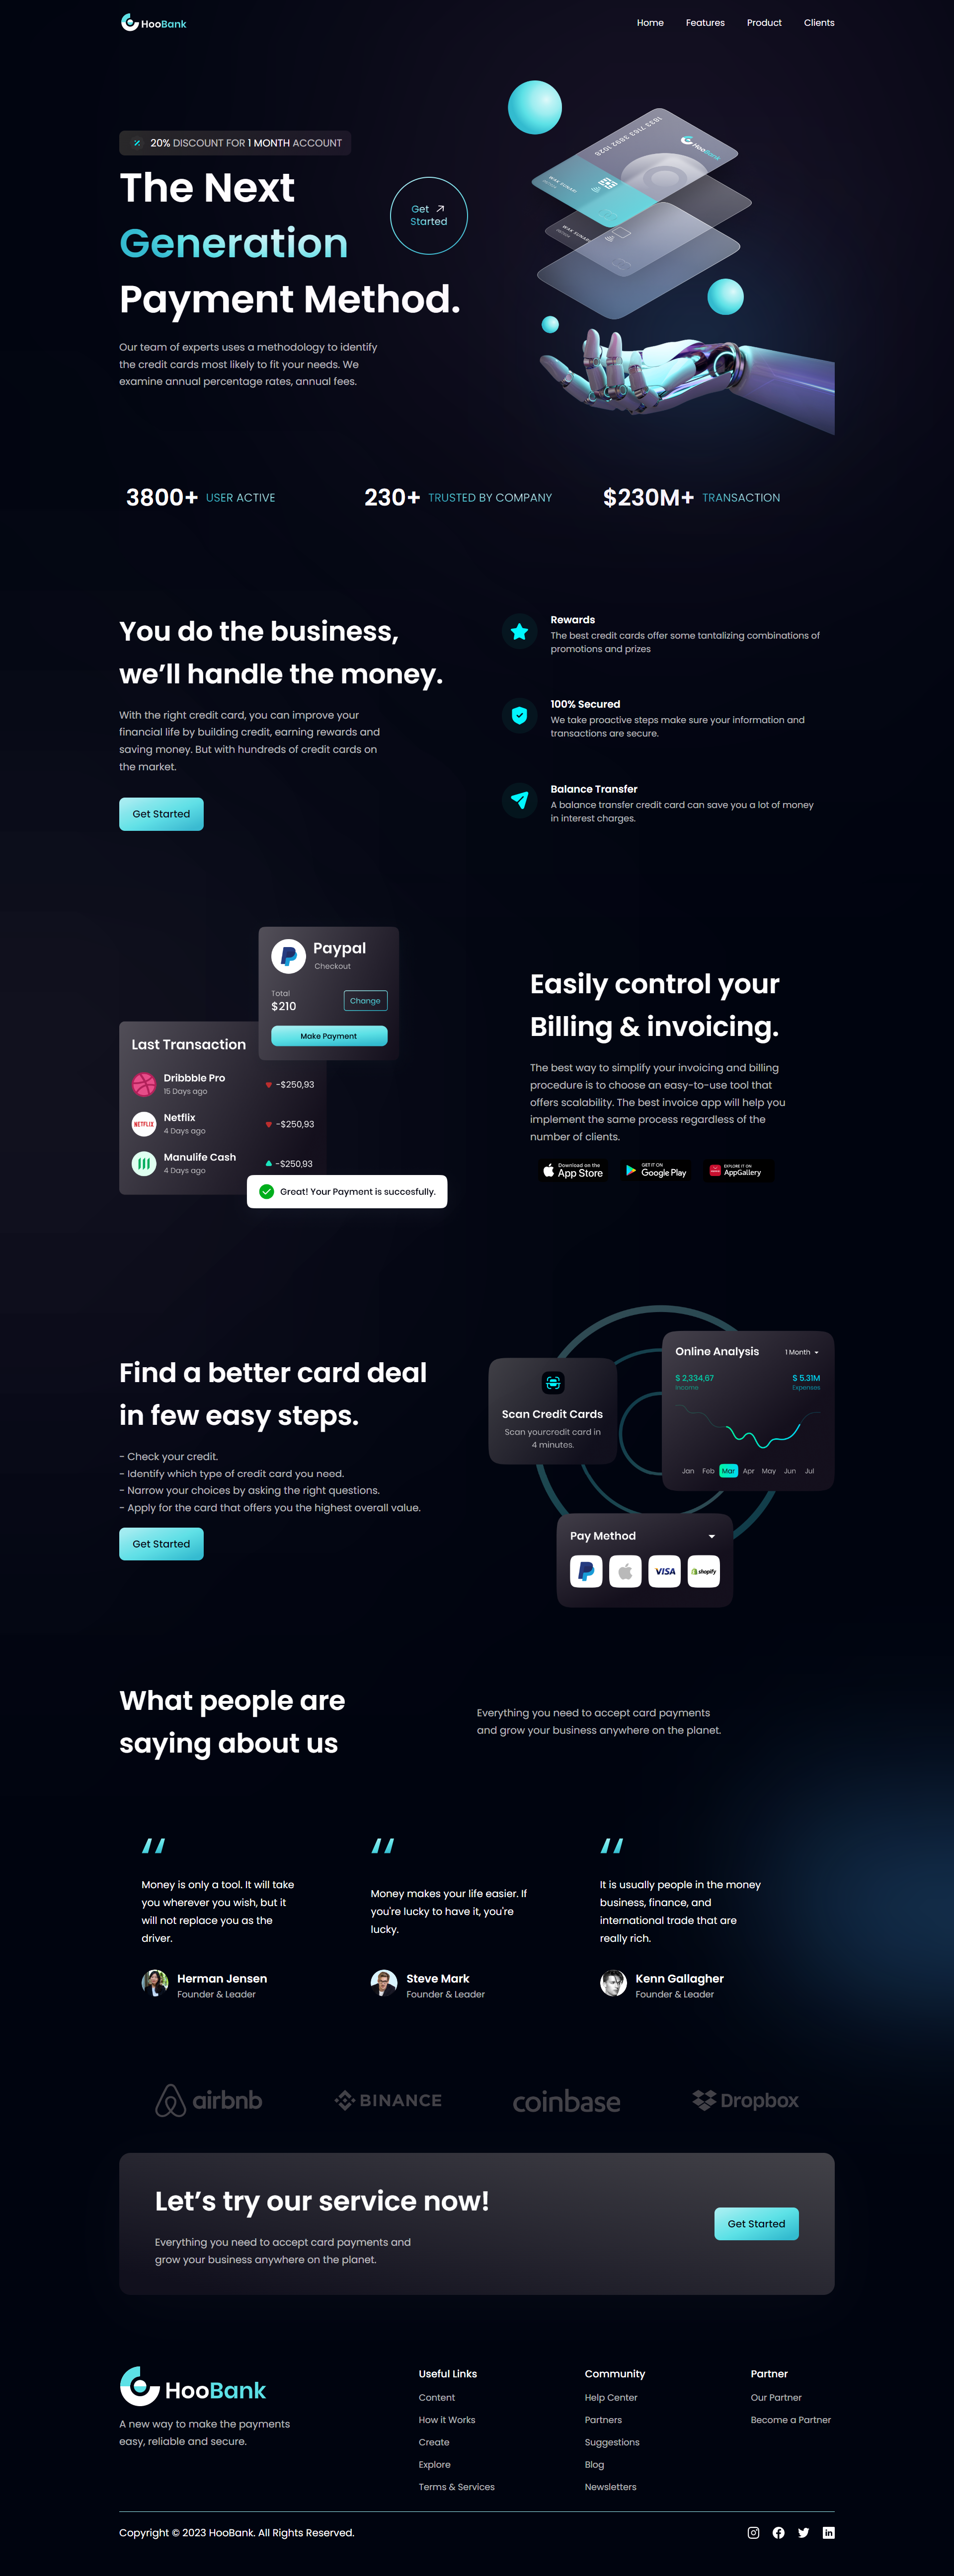 HooBank
Home
Features
Product
Clients
20% DISCOUNT FOR 1 MONTH ACCOUNT
The Next
Generation
Payment Method.
Get
Started
Our team of experts uses a methodology to identify
the credit cards most likely to fit your needs. We
examine annual percentage rates, annual fees.
HooBank
3800+ USER ACTIVE
230+ TRUSTED BY COMPANY
$230M+ TRANSACTION
You do the business,
we’ll handle the money.
With the right credit card, you can improve your
financial life by building credit, earning rewards and
saving money. But with hundreds of credit cards on
the market.
Get Started
Rewards
The best credit cards offer some tantalizing combinations of
promotions and prizes
100% Secured
We take proactive steps make sure your information and
transactions are secure.
Balance Transfer
A balance transfer credit card can save you a lot of money
in interest charges.
Paypal
Checkout
Total
$210
Change
Make Payment
Last Transaction
Dribbble Pro
15 Days ago
-$250,93
NETFLIX
Netflix
4 Days ago
-$250,93
Manulife Cash
4 Days ago
-$250,93
Great! Your Payment is succesfully.
Easily control your
Billing & invoicing.
The best way to simplify your invoicing and billing
procedure is to choose an easy-to-use tool that
offers scalability. The best invoice app will help you
implement the same process regardless of the
number of clients.
Download on the
App Store
GET IT ON
Google Play
EXPLORE IT ON
AppGallery
Find a better card deal
in few easy steps.
- Check your credit.
- Identify which type of credit card you need.
- Narrow your choices by asking the right questions.
- Apply for the card that offers you the highest overall value.
Get Started
Scan Credit Cards
Scan yourcredit card in
4 minutes.
Online Analysis
1 Month
$ 2,334,67
Income
$ 5.31M
Expenses
Jan Feb Mar Apr May Jun Jul
Pay Method
VISA
shopify
What people are
saying about us
Everything you need to accept card payments
and grow your business anywhere on the planet.
Money is only a tool. It will take
you wherever you wish, but it
will not replace you as the
driver.
Herman Jensen
Founder & Leader
Money makes your life easier. If
you're lucky to have it, you're
lucky.
Steve Mark
Founder & Leader
It is usually people in the money
business, finance, and
international trade that are
really rich.
Kenn Gallagher
Founder & Leader
airbnb
BINANCE
coinbase
Dropbox
Let’s try our service now!
Everything you need to accept card payments and
grow your business anywhere on the planet.
Get Started
HooBank
A new way to make the payments
easy, reliable and secure.
Useful Links
Content
How it Works
Create
Explore
Terms & Services
Community
Help Center
Partners
Suggestions
Blog
Newsletters
Partner
Our Partner
Become a Partner
Copyright © 2023 HooBank. All Rights Reserved.
in